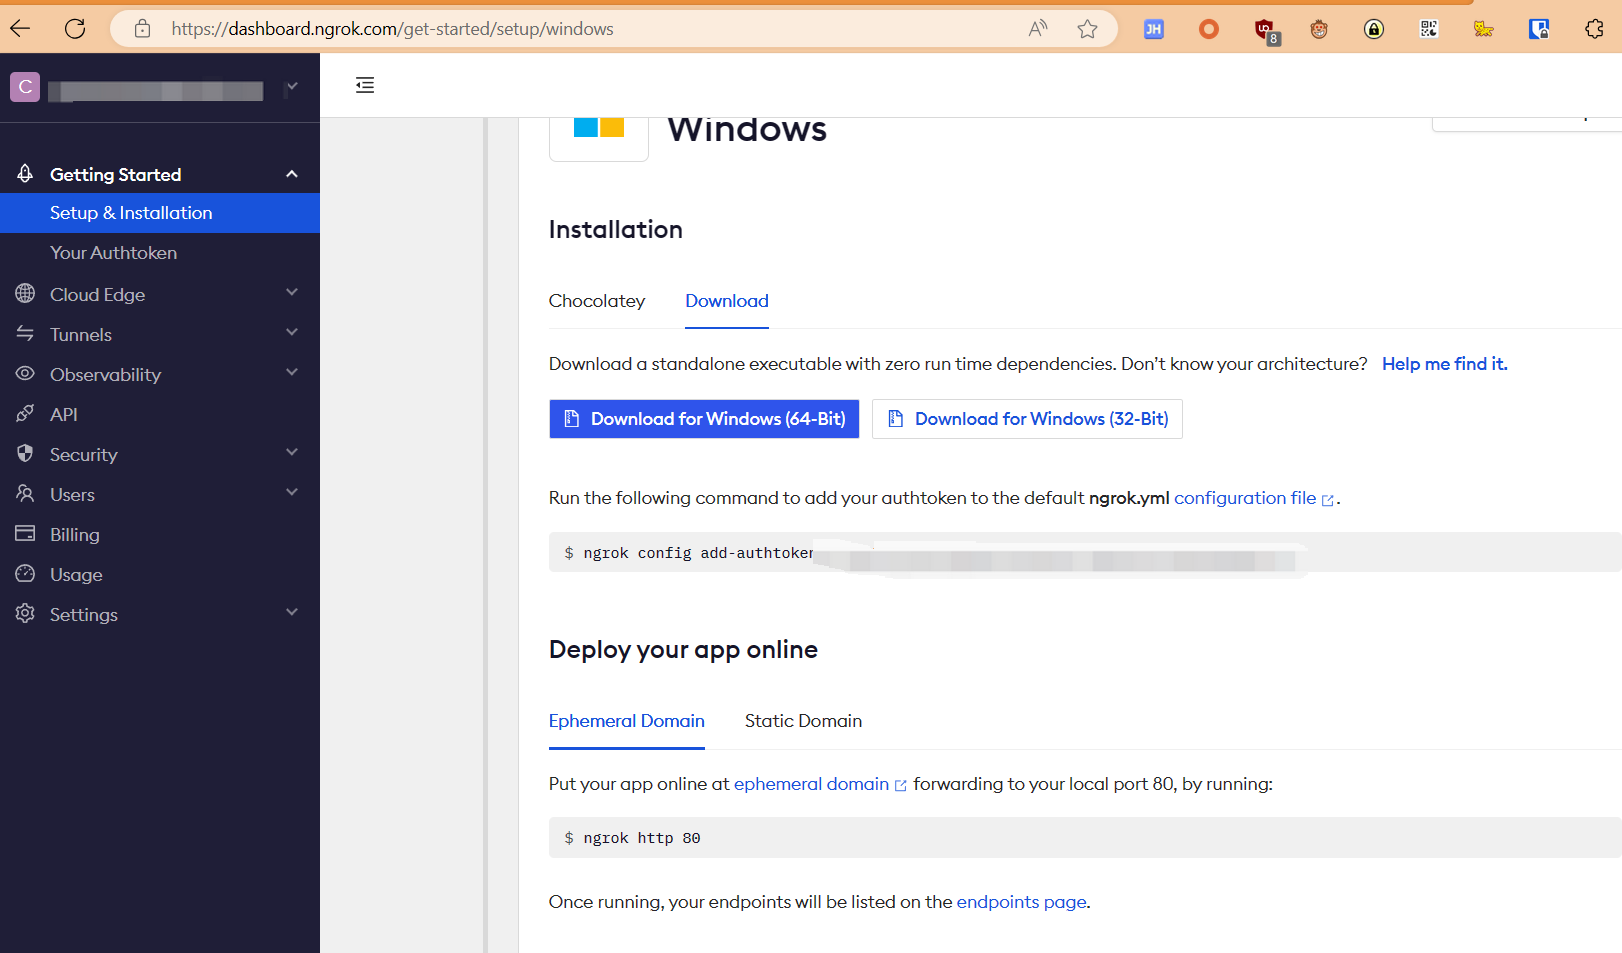 https://dashboard.ngrok.com/get-started/setup/windows
JH
8
C
Windows
Getting Started
Setup & Installation
Your Authtoken
Cloud Edge
Tunnels
Observability
API
Security
Users
Billing
Usage
Settings
Installation
Chocolatey Download
Download a standalone executable with zero run time dependencies. Don't know your architecture? Help me find it.
Download for Windows (64-Bit) Download for Windows (32-Bit)
Run the following command to add your authtoken to the default ngrok.yml configuration file .
$ ngrok config add-authtoken
Deploy your app online
Ephemeral Domain Static Domain
Put your app online at ephemeral domain forwarding to your local port 80, by running:
$ ngrok http 80
Once running, your endpoints will be listed on the endpoints page.